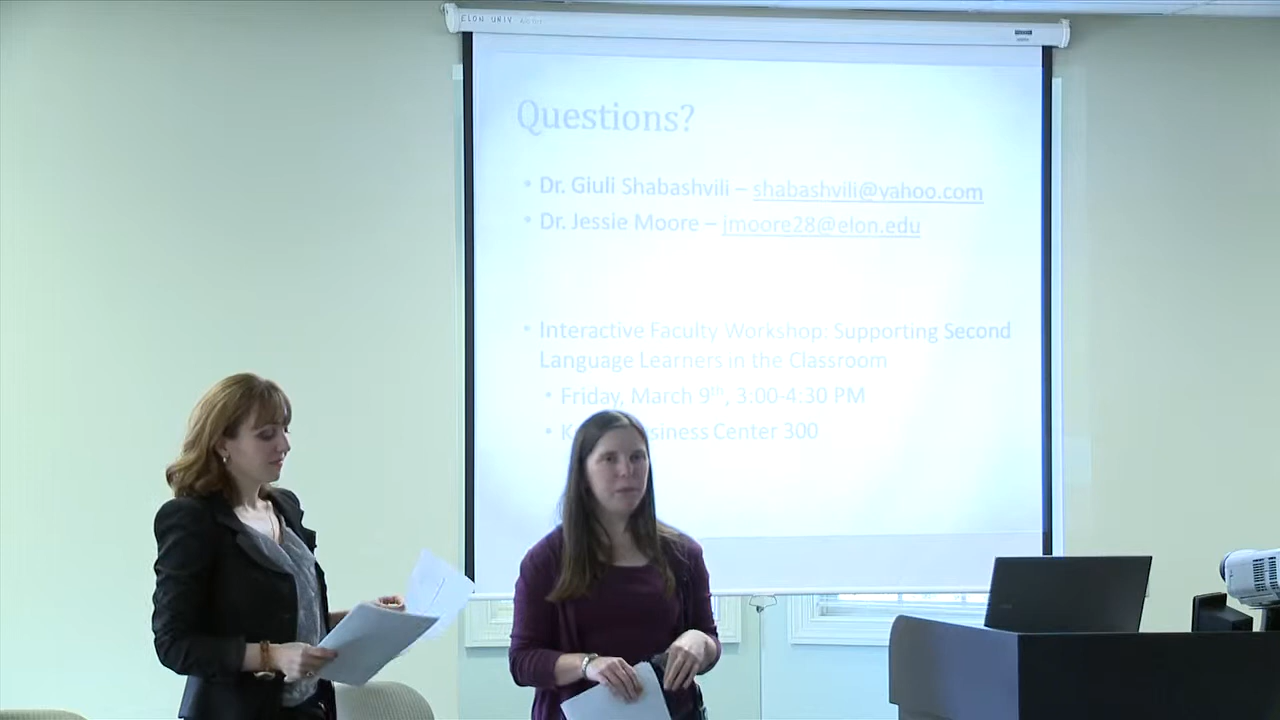 ELON UNIV
Questions?
• Dr. Giuli Shabashvili – shabashvili@yahoo.com
• Dr. Jessie Moore – jmoore28@elon.edu
• Interactive Faculty Workshop: Supporting Second
Language Learners in the Classroom
• Friday, March 9th, 3:00-4:30 PM
• Center 300